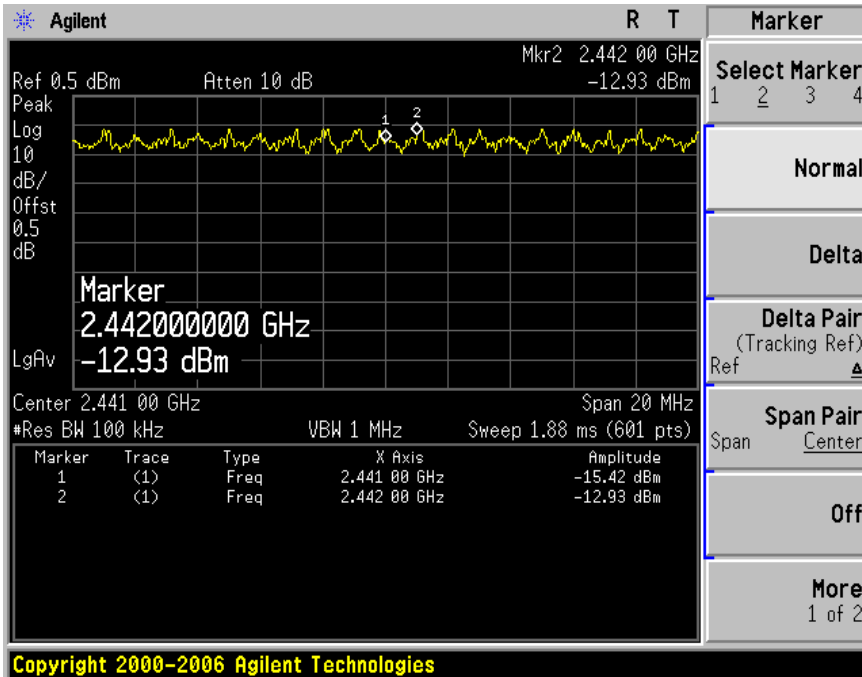 Agilent R T
Mkr2 2.442 00 GHz
Ref 0.5 dBm Atten 10 dB -12.93 dBm
Peak
Log
10
dB/
Offst
0.5
dB
LgAv
1 2
Marker
2.442000000 GHz
-12.93 dBm
Center 2.441 00 GHz Span 20 MHz
#Res BW 100 kHz VBW 1 MHz Sweep 1.88 ms (601 pts)
Marker Trace Type X Axis Amplitude
1 (1) Freq 2.441 00 GHz -15.42 dBm
2 (1) Freq 2.442 00 GHz -12.93 dBm
Marker
Select Marker
1 2 3 4
Normal
Delta
Delta Pair
(Tracking Ref)
Ref Δ
Span Pair
Span Center
Off
More
1 of 2
Copyright 2000-2006 Agilent Technologies